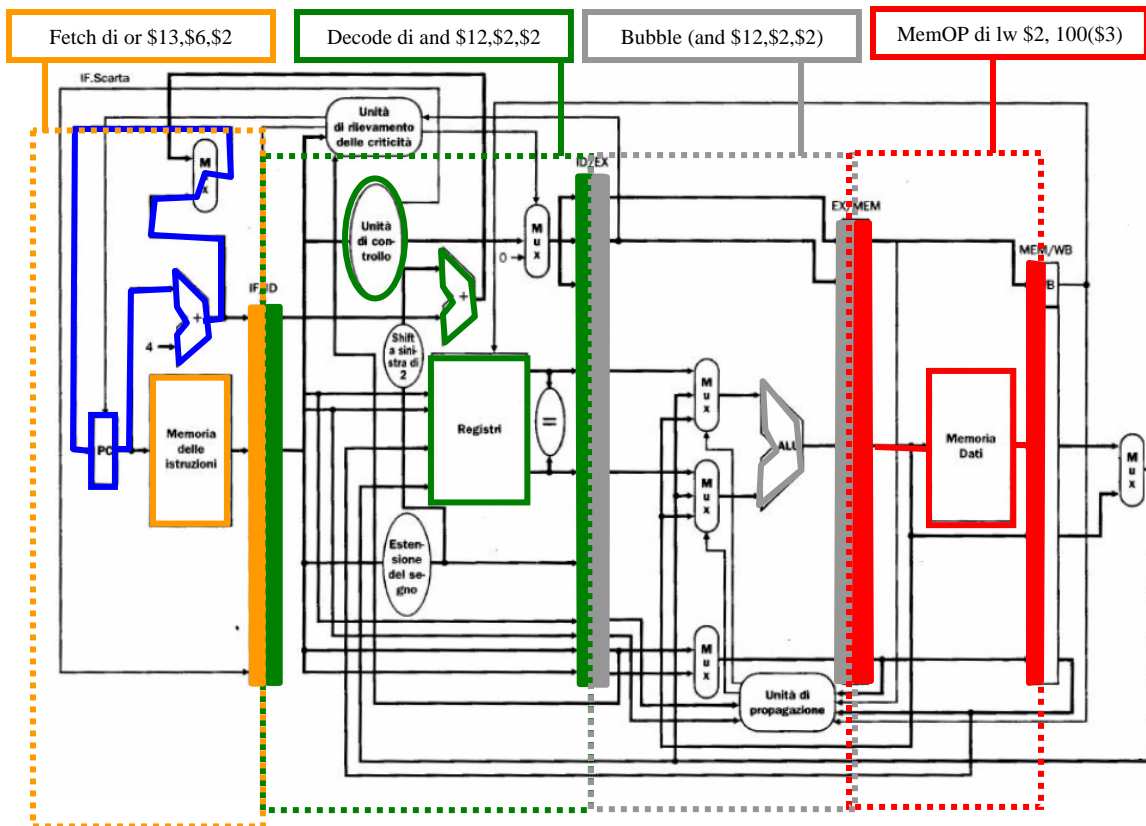 Fetch di or $13,$6,$2
Decode di and $12,$2,$2
Bubble (and $12,$2,$2)
MemOP di lw $2, 100($3)
IF.Scarta
Unità
di rilevamento
delle criticità
M
x
ID/EX
EX/MEM
MEM/WB
Unità
di con-
trollo
M
u
x
0
+
IF/ID
+
4
Shift
a sini-
stra di
2
PC
Memoria
delle
istruzioni
Registri
=
M
u
x
M
u
x
ALU
Memoria
Dati
M
u
x
Esten-
sione
del se-
gno
M
u
x
Unità di
propagazione